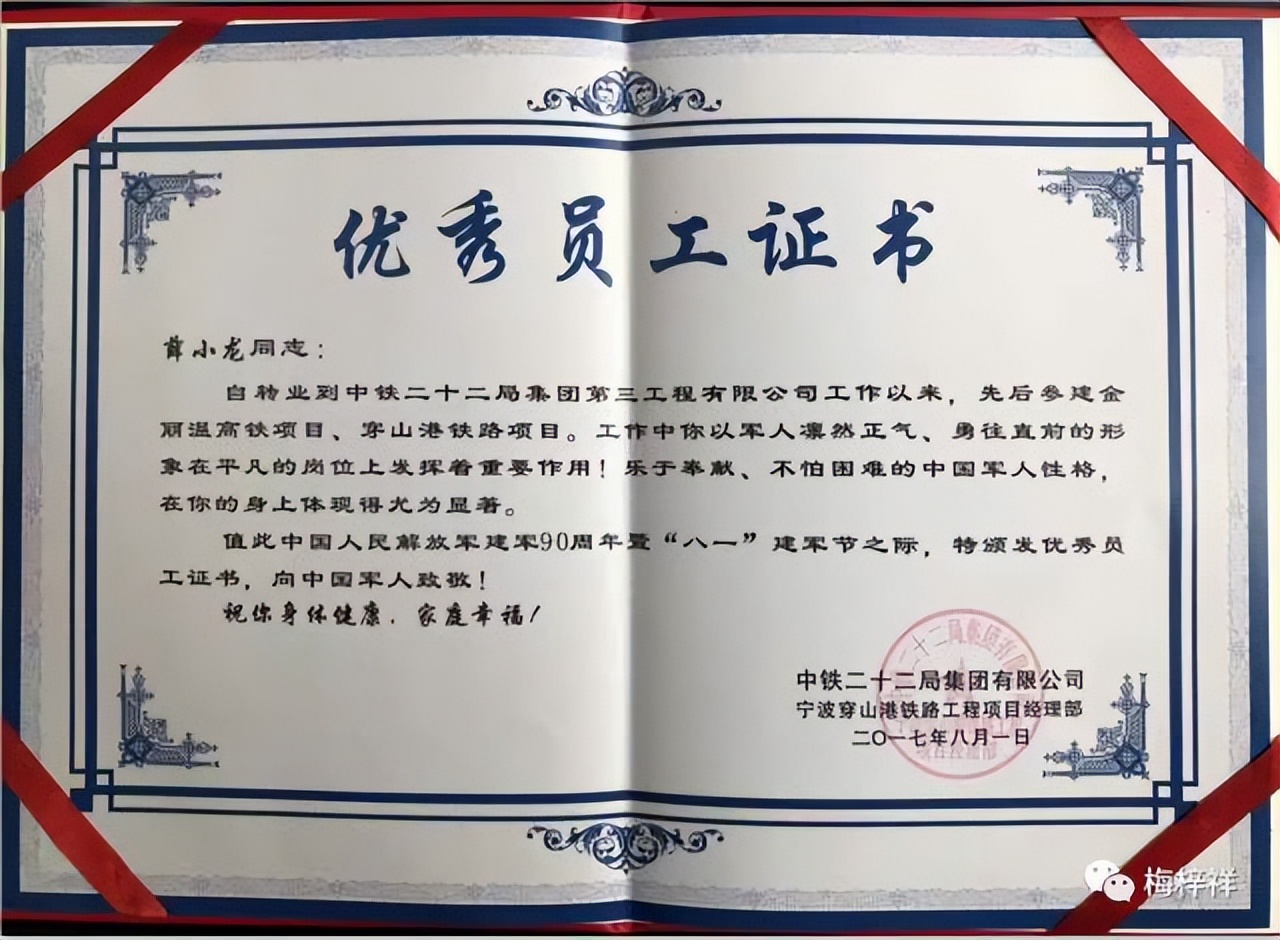 优秀员工证书
薛小龙同志：
自转业到中铁二十二局集团第三工程有限公司工作以来，先后参建金
丽温高铁项目、穿山港铁路项目。工作中你以军人凛然正气、勇往直前的形
象在平凡的岗位上发挥着重要作用！乐于奉献、不怕困难的中国军人性格，
在你的身上体现得尤为显著。
值此中国人民解放军建军90周年暨“八一”建军节之际，特颁发优秀员
工证书，向中国军人致敬！
祝你身体健康，家庭幸福！
中铁二十二局集团有限公司
宁波穿山港铁路工程项目经理部
二〇一七年八月一日
梅梓祥